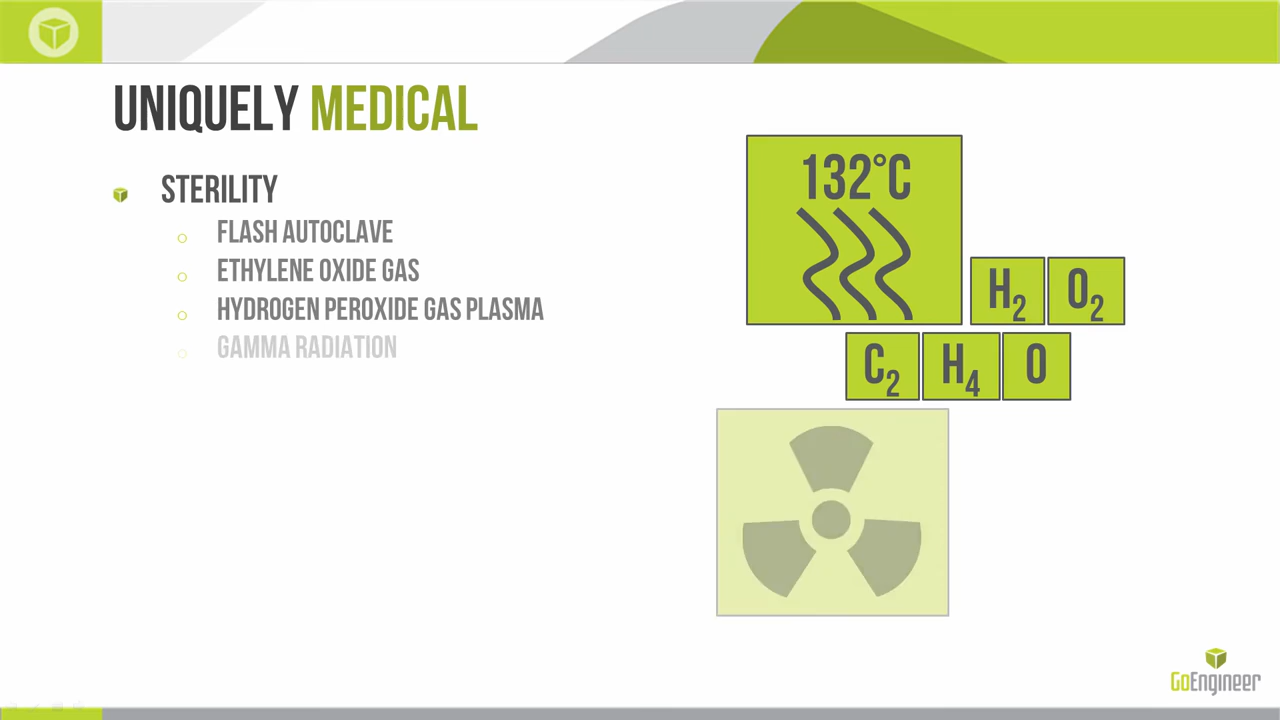 UNIQUELY MEDICAL
STERILITY
FLASH AUTOCLAVE
ETHYLENE OXIDE GAS
HYDROGEN PEROXIDE GAS PLASMA
GAMMA RADIATION
132°C
H2 O2
C2 H4 O
GoEngineer